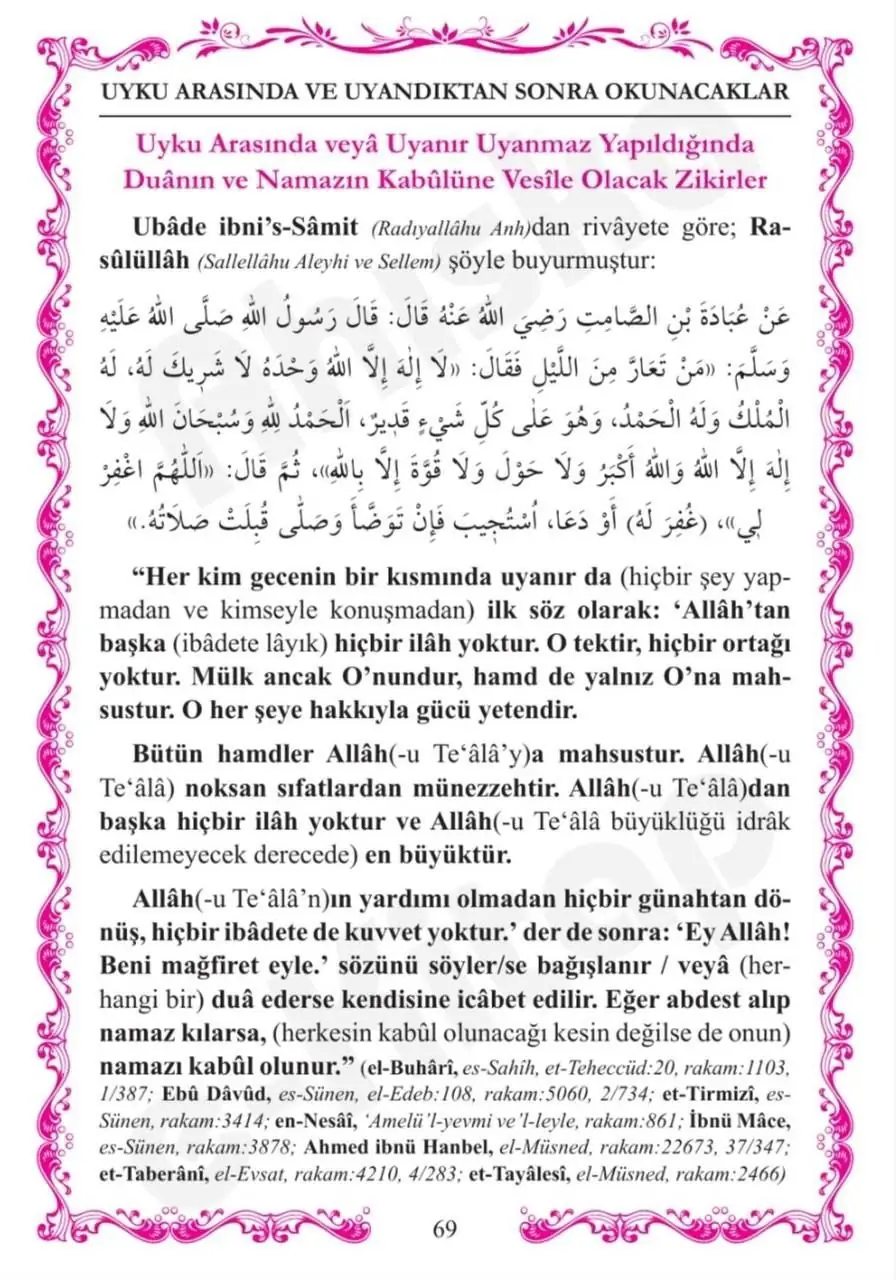 UYKU ARASINDA VE UYANDIKTAN SONRA OKUNACAKLAR
Uyku Arasında veyâ Uyanır Uyanmaz Yapıldığında
Duânın ve Namazın Kabûlüne Vesîle Olacak Zikirler
Ubâde ibni’s-Sâmit (Radıyallâhu Anh)dan rivâyete göre; Ra-
sûlüllâh (Sallellâhu Aleyhi ve Sellem) şöyle buyurmuştur:
عَنْ عُبَادَةَ بْنِ الصَّامِتِ رَضِيَ اللهُ عَنْهُ قَالَ: قَالَ رَسُولُ اللهِ صَلَّى اللهُ عَلَيْهِ
وَسَلَّمَ: «مَنْ تَعَارَّ مِنَ اللَّيْلِ فَقَالَ: «لَا إِلٰهَ إِلَّا اللهُ وَحْدَهُ لَا شَرِيكَ لَهُ، لَهُ
الْمُلْكُ وَلَهُ الْحَمْدُ، وَهُوَ عَلٰى كُلِّ شَيْءٍ قَدِيرٌ، اَلْحَمْدُ لِلهِ وَسُبْحَانَ اللهِ وَلَا
إِلٰهَ إِلَّا اللهُ وَاللهُ أَكْبَرُ وَلَا حَوْلَ وَلَا قُوَّةَ إِلَّا بِاللهِ»، ثُمَّ قَالَ: «اَللّٰهُمَّ اغْفِرْ
لِي»، (غُفِرَ لَهُ) أَوْ دَعَا، اُسْتُجِيبَ فَإِنْ تَوَضَّأَ وَصَلّٰى قُبِلَتْ صَلَاتُهُ.»
“Her kim gecenin bir kısmında uyanır da (hiçbir şey yap-
madan ve kimseyle konuşmadan) ilk söz olarak: ‘Allâh’tan
başka (ibâdete lâyık) hiçbir ilâh yoktur. O tektir, hiçbir ortağı
yoktur. Mülk ancak O’nundur, hamd de yalnız O’na mah-
sustur. O her şeye hakkıyla gücü yetendir.
Bütün hamdler Allâh(-u Te‘âlâ’y)a mahsustur. Allâh(-u
Te‘âlâ) noksan sıfatlardan münezzehtir. Allâh(-u Te‘âlâ)dan
başka hiçbir ilâh yoktur ve Allâh(-u Te‘âlâ büyüklüğü idrâk
edilemeyecek derecede) en büyüktür.
Allâh(-u Te‘âlâ’n)ın yardımı olmadan hiçbir günahtan dö-
nüş, hiçbir ibâdete de kuvvet yoktur.’ der de sonra: ‘Ey Allâh!
Beni mağfiret eyle.’ sözünü söyler/se bağışlanır / veyâ (her-
hangi bir) duâ ederse kendisine icâbet edilir. Eğer abdest alıp
namaz kılarsa, (herkesin kabûl olunacağı kesin değilse de onun)
namazı kabûl olunur.” (el-Buhârî, es-Sahîh, et-Teheccüd:20, rakam:1103,
1/387; Ebû Dâvûd, es-Sünen, el-Edeb:108, rakam:5060, 2/734; et-Tirmizî, es-
Sünen, rakam:3414; en-Nesâî, ‘Amelü’l-yevmi ve’l-leyle, rakam:861; İbnü Mâce,
es-Sünen, rakam:3878; Ahmed ibnü Hanbel, el-Müsned, rakam:22673, 37/347;
et-Taberânî, el-Evsat, rakam:4210, 4/283; et-Tayâlesî, el-Müsned, rakam:2466)
69